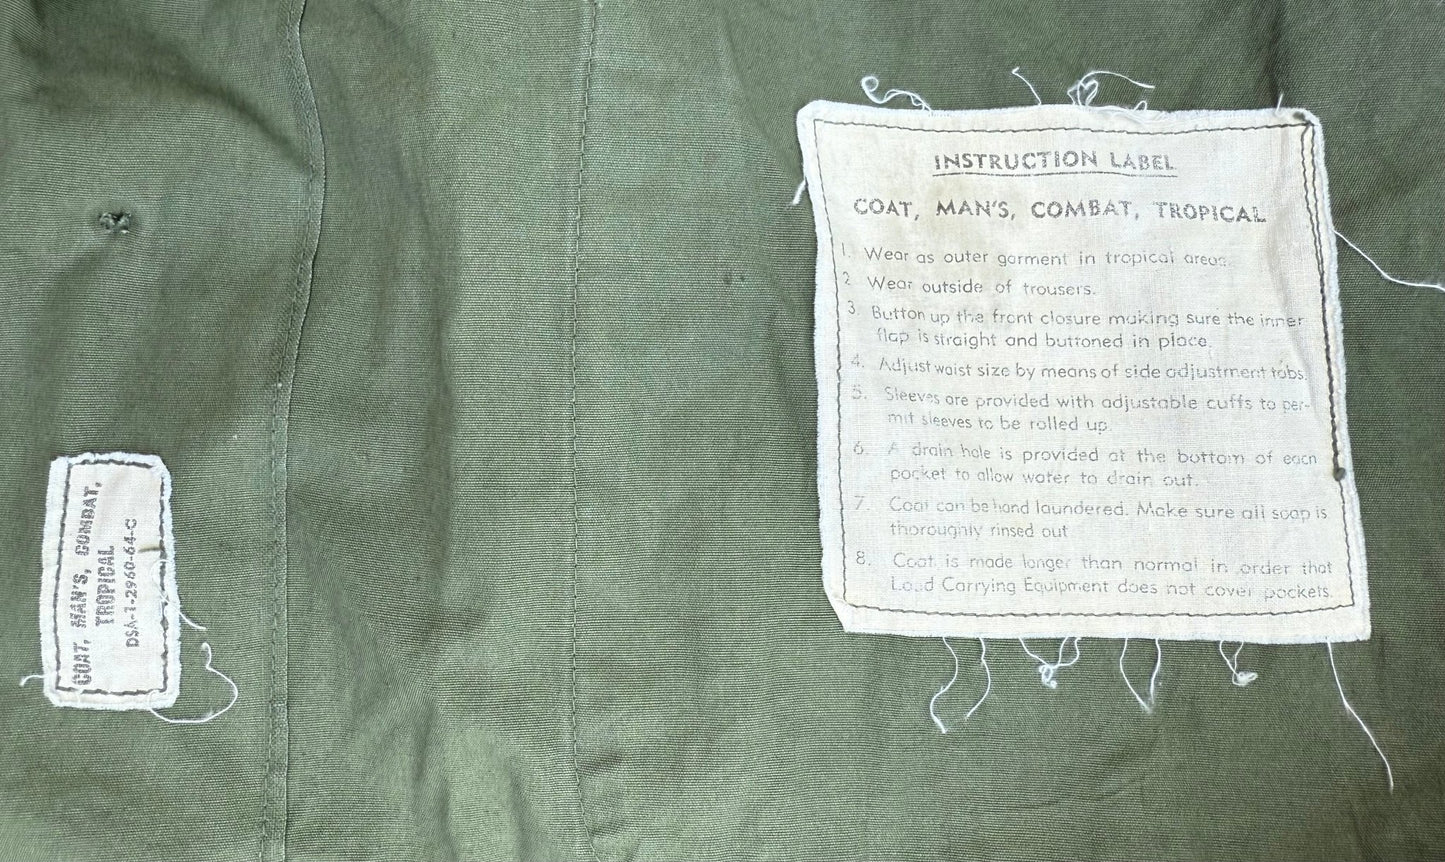 COAT, MAN'S, COMBAT,
TROPICAL
DSA-1-2960-64-C
INSTRUCTION LABEL
COAT, MAN'S, COMBAT, TROPICAL
1. Wear as outer garment in tropical areas.
2 Wear outside of trousers.
3. Button up the front closure making sure the inner
flap is straight and buttoned in place.
4. Adjust waist size by means of side adjustment tabs.
5. Sleeves are provided with adjustable cuffs to per-
mit sleeves to be rolled up.
6. A drain hole is provided at the bottom of each
pocket to allow water to drain out.
7. Coat can be hand laundered. Make sure all soap is
thoroughly rinsed out
8. Coat is made longer than normal in order that
Load Carrying Equipment does not cover pockets.